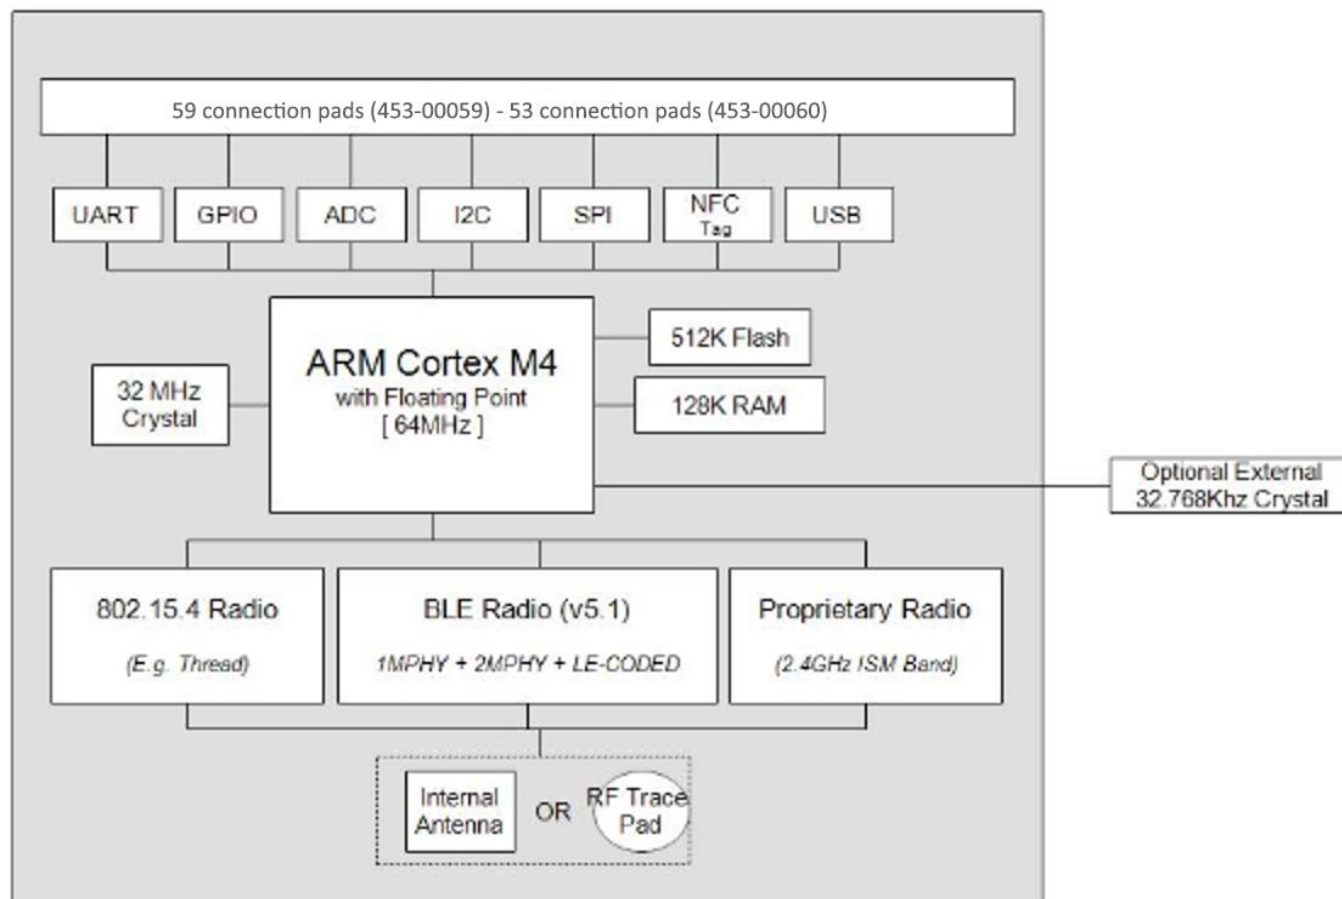 59 connection pads (453-00059) - 53 connection pads (453-00060)
UART
GPIO
ADC
I2C
SPI
NFC
Tag
USB
ARM Cortex M4
with Floating Point
[ 64MHz ]
32 MHz
Crystal
512K Flash
128K RAM
Optional External
32.768Khz Crystal
802.15.4 Radio
(E.g. Thread)
BLE Radio (v5.1)
1MPHY + 2MPHY + LE-CODED
Proprietary Radio
(2.4GHz ISM Band)
Internal
Antenna
OR
RF Trace
Pad